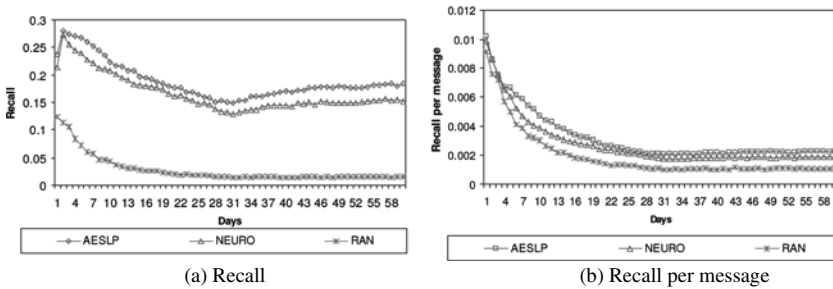 0.3
0.25
0.2
0.15
0.1
0.05
0
Recall
1 4 7 10 13 16 19 22 25 28 31 34 37 40 43 46 49 52 55 58
Days
AESLP NEURO RAN
(a) Recall
0.012
0.01
0.008
0.006
0.004
0.002
0
Recall per message
1 4 7 10 13 16 19 22 25 28 31 34 37 40 43 46 49 52 55 58
Days
AESLP NEURO RAN
(b) Recall per message